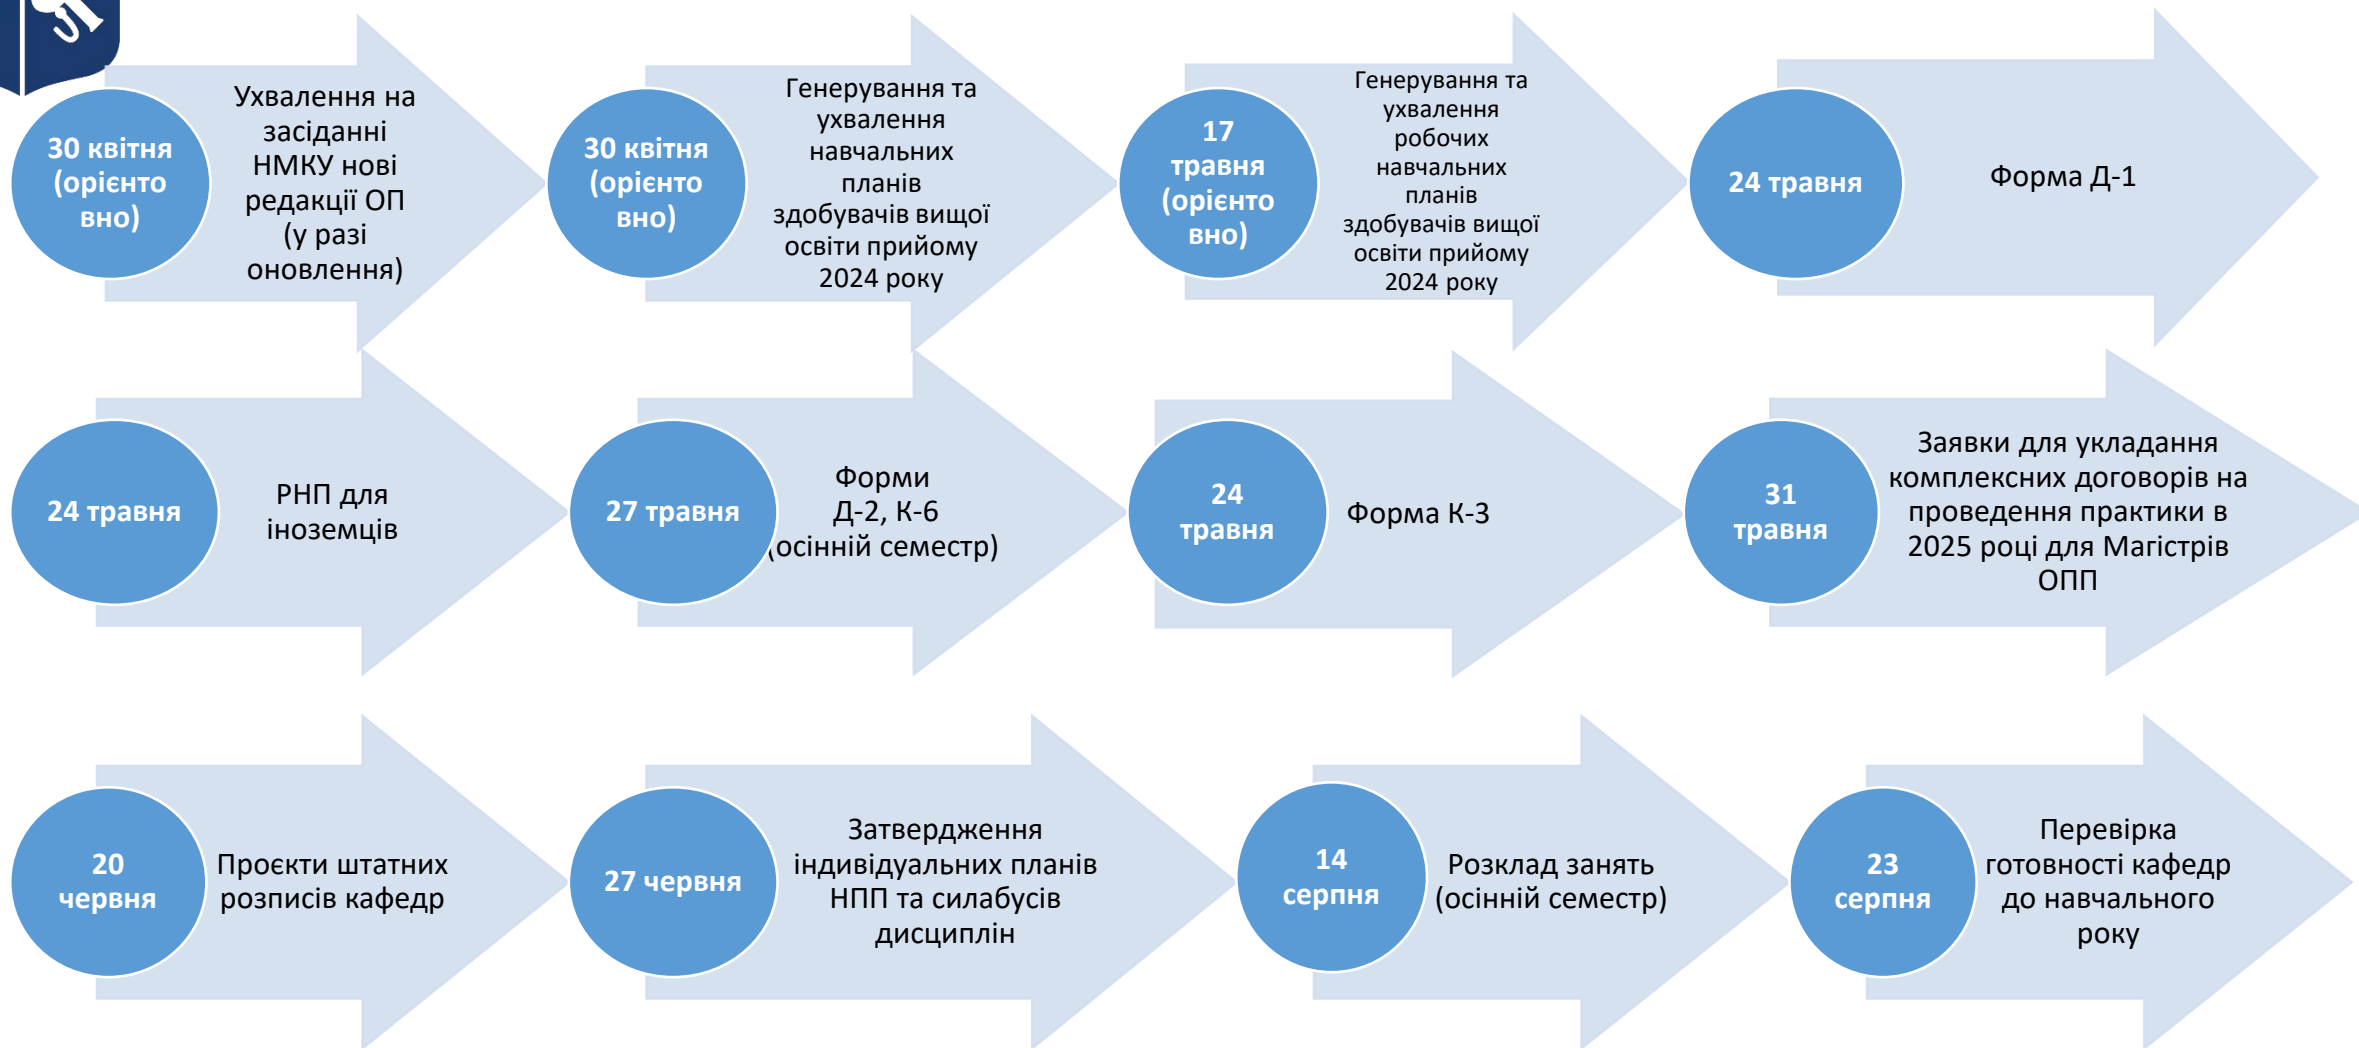 30 квітня
(орієнто
вно)
Ухвалення на
засіданні
НМКУ нові
редакції ОП
(у разі
оновлення)
30 квітня
(орієнто
вно)
Генерування та
ухвалення
навчальних
планів
здобувачів вищої
освіти прийому
2024 року
17
травня
(орієнто
вно)
Генерування та
ухвалення
робочих
навчальних
планів
здобувачів вищої
освіти прийому
2024 року
24 травня
Форма Д-1
24 травня
РНП для
іноземців
27 травня
Форми
Д-2, К-6
(осінній семестр)
24
травня
Форма К-3
31
травня
Заявки для укладання
комплексних договорів на
проведення практики в
2025 році для Магістрів
ОПП
20
червня
Проєкти штатних
розписів кафедр
27 червня
Затвердження
індивідуальних планів
НПП та силабусів
дисциплін
14
серпня
Розклад занять
(осінній семестр)
23
серпня
Перевірка
готовності кафедр
до навчального
року